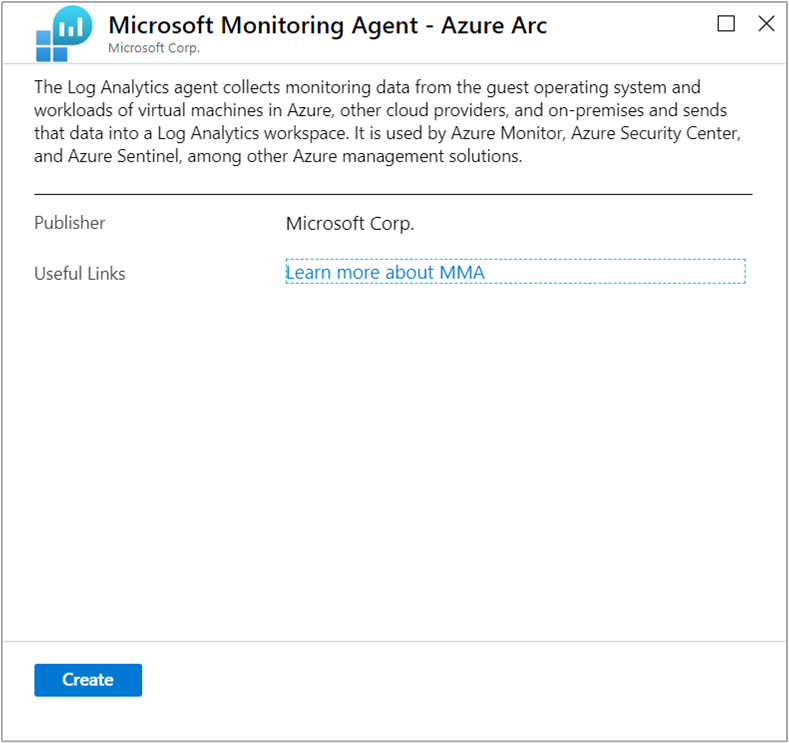 Microsoft Monitoring Agent - Azure Arc
Microsoft Corp.
The Log Analytics agent collects monitoring data from the guest operating system and
workloads of virtual machines in Azure, other cloud providers, and on-premises and sends
that data into a Log Analytics workspace. It is used by Azure Monitor, Azure Security Center,
and Azure Sentinel, among other Azure management solutions.
Publisher Microsoft Corp.
Useful Links Learn more about MMA
Create